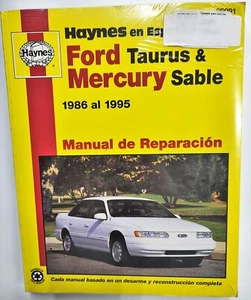 Haynes en Esp
Haynes
Ford Taurus &
Mercury Sable
1986 al 1995
Manual de Reparación
Cada manual basado en un desarme y reconstrucción completa